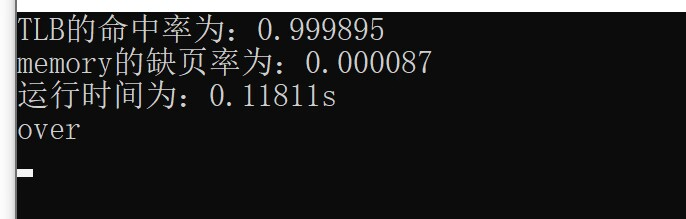 TLB的命中率为：0.999895
memory的缺页率为：0.000087
运行时间为：0.11811s
over